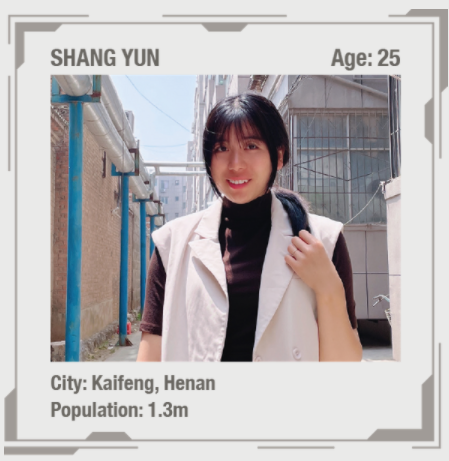 SHANG YUN Age: 25
City: Kaifeng, Henan
Population: 1.3m